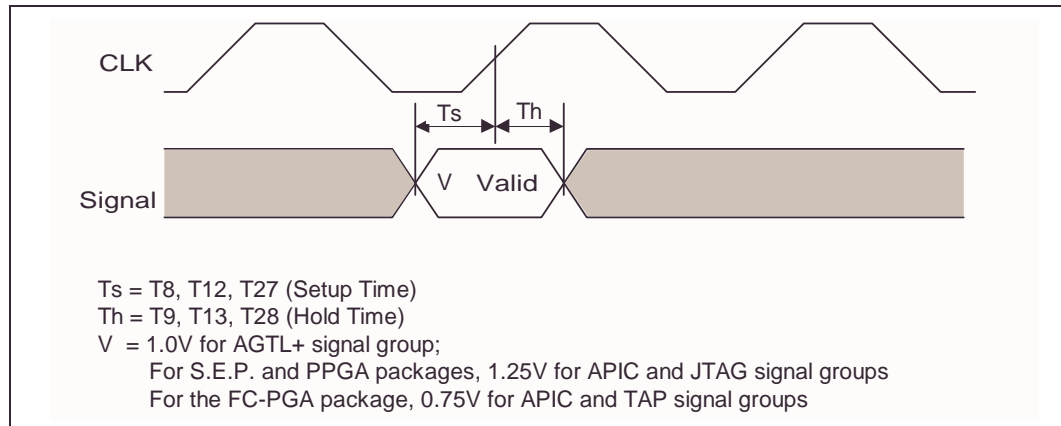 CLK
Ts Th
Signal
V Valid
Ts = T8, T12, T27 (Setup Time)
Th = T9, T13, T28 (Hold Time)
V = 1.0V for AGTL+ signal group;
For S.E.P. and PPGA packages, 1.25V for APIC and JTAG signal groups
For the FC-PGA package, 0.75V for APIC and TAP signal groups